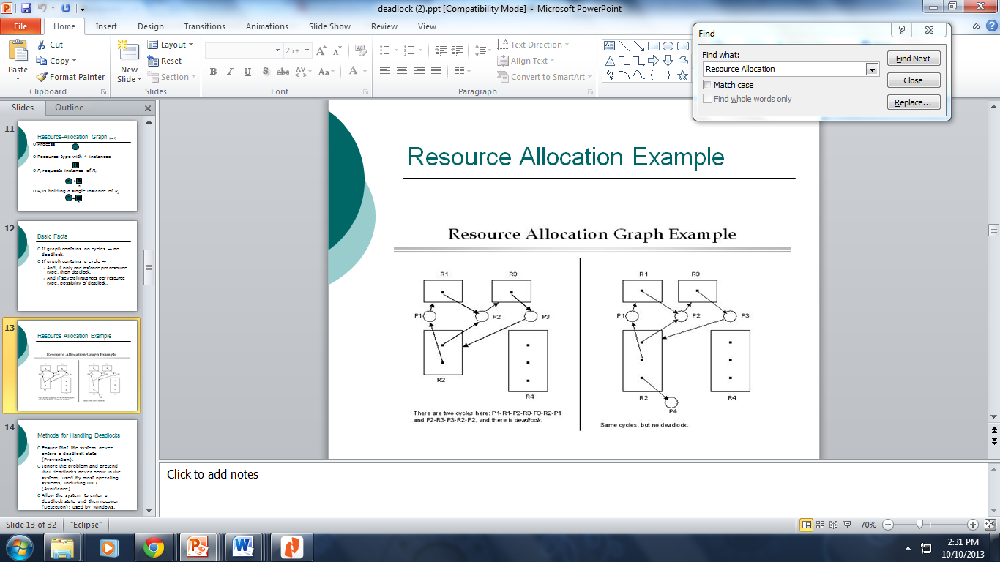 deadlock (2).ppt [Compatibility Mode] - Microsoft PowerPoint
File Home Insert Design Transitions Animations Slide Show Review View
Paste
Cut
Copy
Format Painter
Clipboard
New Slide
Layout
Reset
Section
Slides
25+
Font
Text Direction
Align Text
Convert to SmartArt
Paragraph
Find
Find what:
Resource Allocation
Match case
Find whole words only
Find Next
Close
Replace...
Slides Outline
11
Resource-Allocation Graph
Process
Resource type with 4 instances
Pi requests instance of Rj
Pi is holding a single instance of Rj
12
Basic Facts
If graph contains no cycles ⇒ no
deadlock.
If graph contains a cycle ⇒
And, if only one instance per resource
type, then deadlock.
And if several instances per resource
type, possibility of deadlock.
13
Resource Allocation Example
Resource Allocation Graph Example
14
Methods for Handling Deadlocks
Ensure that the system never
enters a deadlock state
(Prevention).
Ignore the problem and pretend
that deadlocks never occur in the
system; used by most operating
systems, including UNIX
(Avoidance).
Allow the system to enter a
deadlock state and then recover
(Detection); used by Windows.
Resource Allocation Example
Resource Allocation Graph Example
R1 R3
P1 P2 P3
R2
R4
There are two cycles here: P1-R1-P2-R3-P3-R2-P1
and P2-R3-P3-R2-P2, and there is deadlock.
R1 R3
P1 P2 P3
R2 R4
P4
Same cycles, but no deadlock.
Click to add notes
Slide 13 of 32 "Eclipse" 70%
2:31 PM
10/10/2013